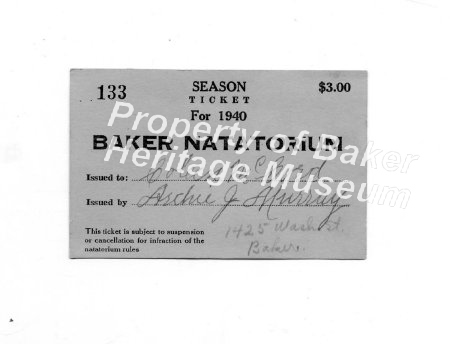 133
SEASON
TICKET
$3.00
For 1940
BAKER NATATORIUM
Issued to:
Issued by Archie J Murray
1425 Wash st.
Baker.
This ticket is subject to suspension
or cancellation for infraction of the
natatorium rules
Property of Baker
Heritage Museum